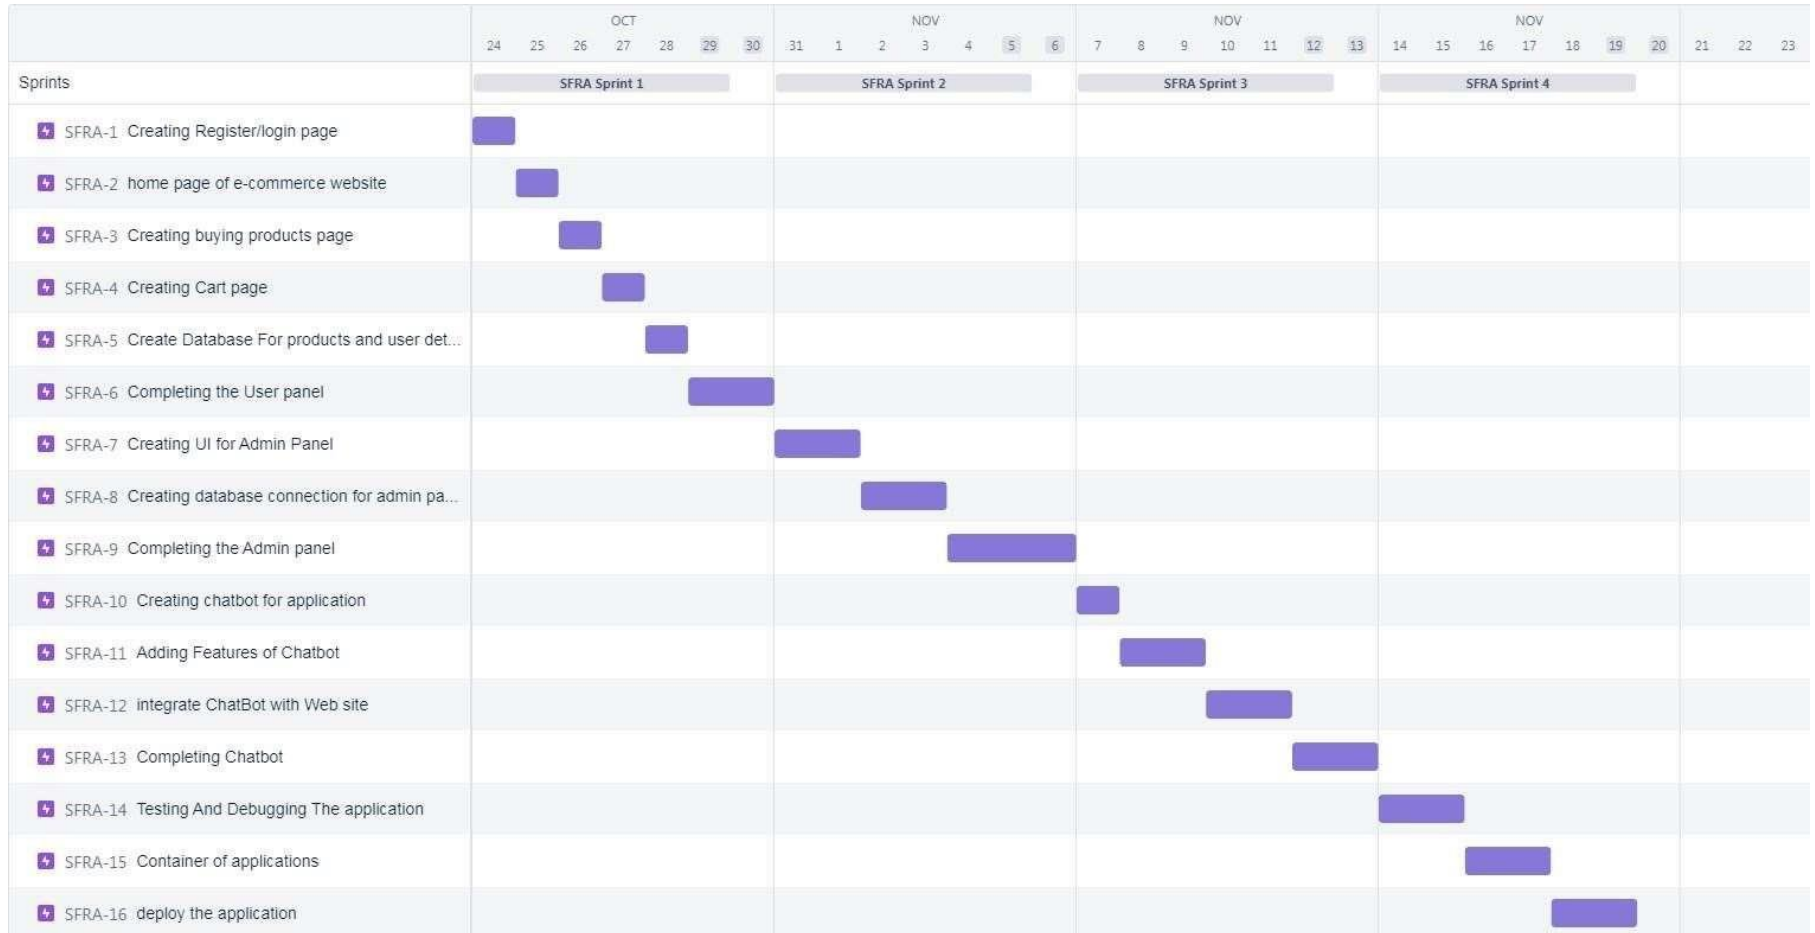 OCT NOV NOV NOV
24 25 26 27 28 29 30 31 1 2 3 4 5 6 7 8 9 10 11 12 13 14 15 16 17 18 19 20 21 22 23
Sprints SFRA Sprint 1 SFRA Sprint 2 SFRA Sprint 3 SFRA Sprint 4
SFRA-1 Creating Register/login page
SFRA-2 home page of e-commerce website
SFRA-3 Creating buying products page
SFRA-4 Creating Cart page
SFRA-5 Create Database For products and user det...
SFRA-6 Completing the User panel
SFRA-7 Creating UI for Admin Panel
SFRA-8 Creating database connection for admin pa...
SFRA-9 Completing the Admin panel
SFRA-10 Creating chatbot for application
SFRA-11 Adding Features of Chatbot
SFRA-12 integrate ChatBot with Web site
SFRA-13 Completing Chatbot
SFRA-14 Testing And Debugging The application
SFRA-15 Container of applications
SFRA-16 deploy the application